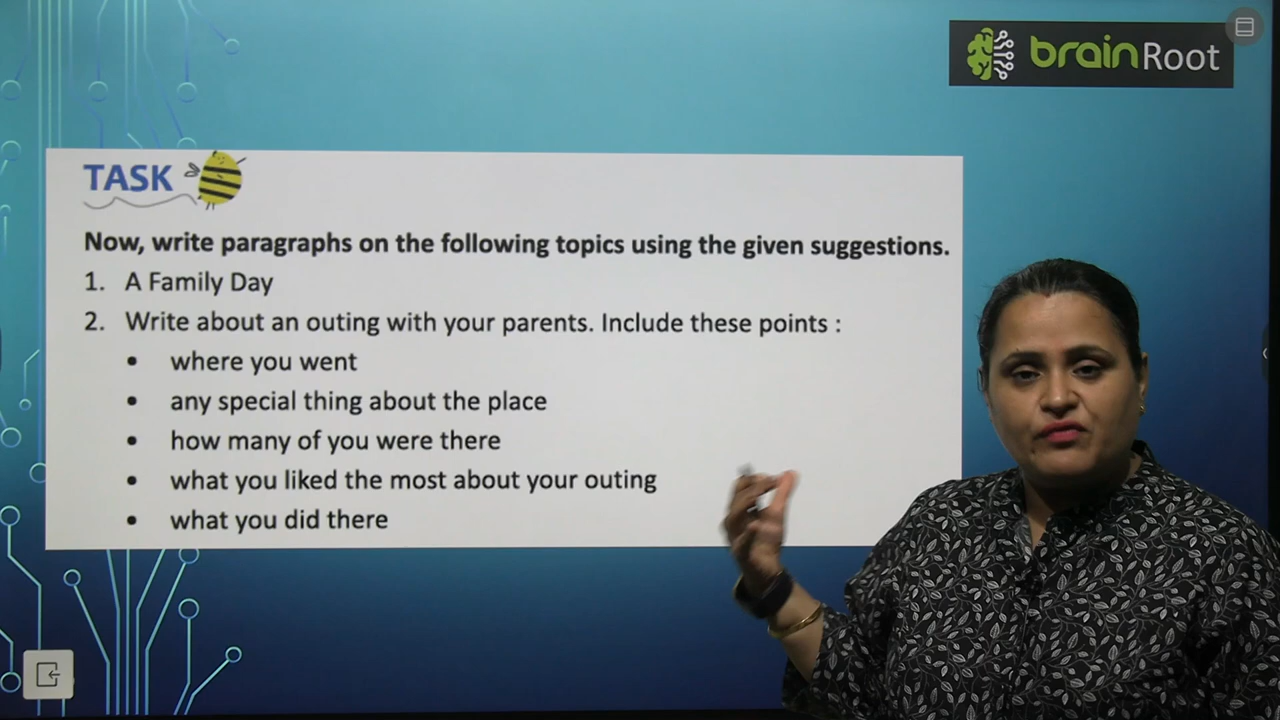 brainRoot
TASK
Now, write paragraphs on the following topics using the given suggestions.
1. A Family Day
2. Write about an outing with your parents. Include these points :
• where you went
• any special thing about the place
• how many of you were there
• what you liked the most about your outing
• what you did there